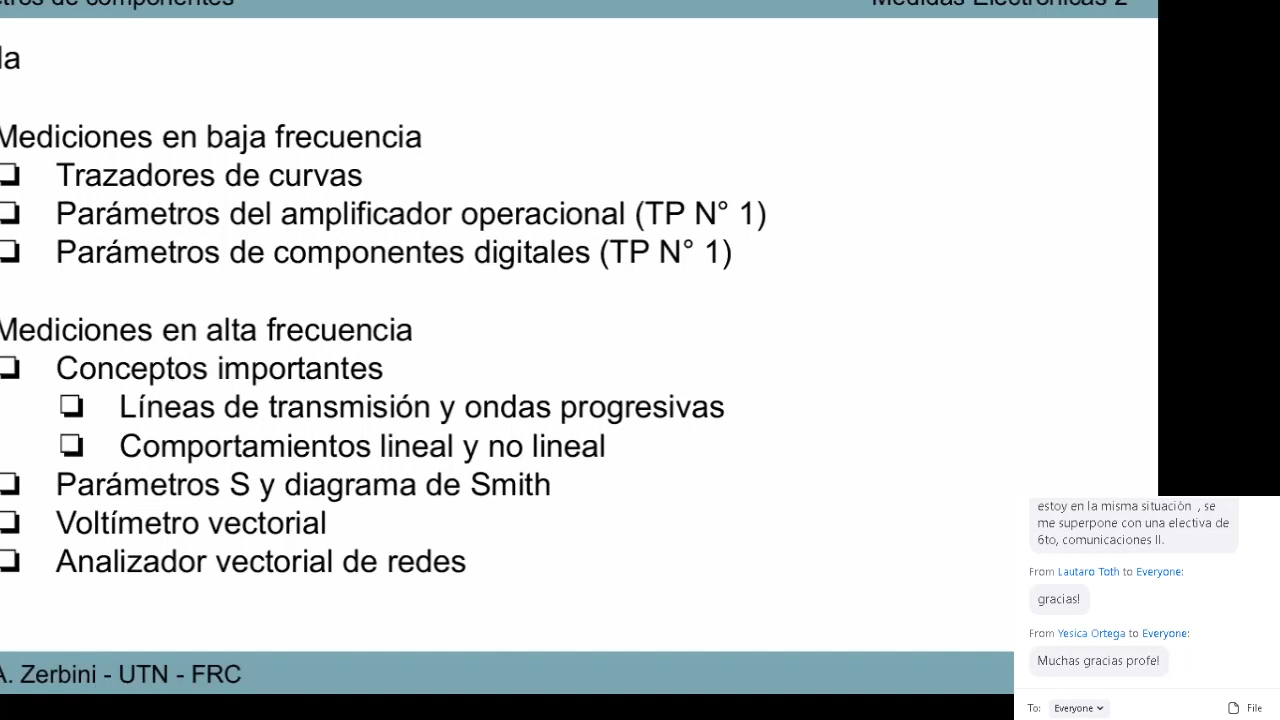 tros de componentes
Medidas Electrónicas 2
la
Mediciones en baja frecuencia
Trazadores de curvas
Parámetros del amplificador operacional (TP N° 1)
Parámetros de componentes digitales (TP N° 1)
Mediciones en alta frecuencia
Conceptos importantes
Líneas de transmisión y ondas progresivas
Comportamientos lineal y no lineal
Parámetros S y diagrama de Smith
Voltímetro vectorial
Analizador vectorial de redes
A. Zerbini - UTN - FRC
estoy en la misma situación , se
me superpone con una electiva de
6to, comunicaciones II.
From Lautaro Toth to Everyone:
gracias!
From Yesica Ortega to Everyone:
Muchas gracias profe!
To: Everyone
File